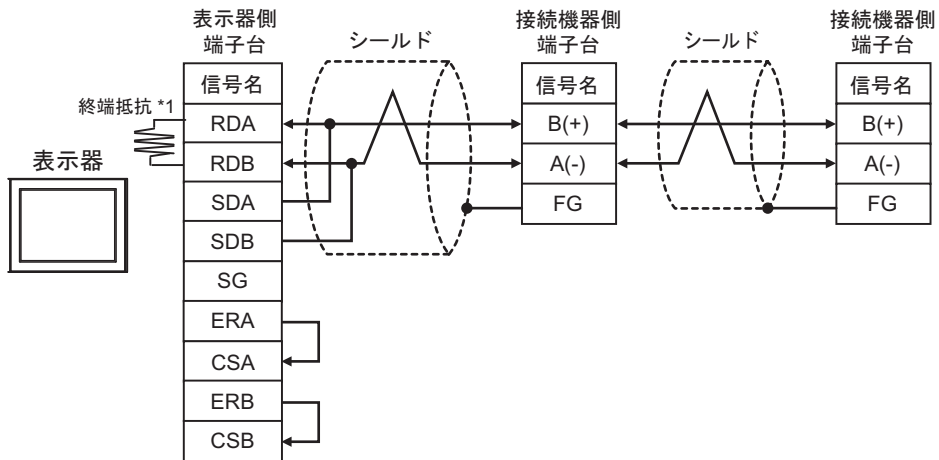 表示器側
端子台
シールド
接続機器側
端子台
シールド
接続機器側
端子台
信号名
信号名
信号名
終端抵抗 *1
RDA
B(+)
B(+)
表示器
RDB
A(-)
A(-)
SDA
FG
FG
SDB
SG
ERA
CSA
ERB
CSB